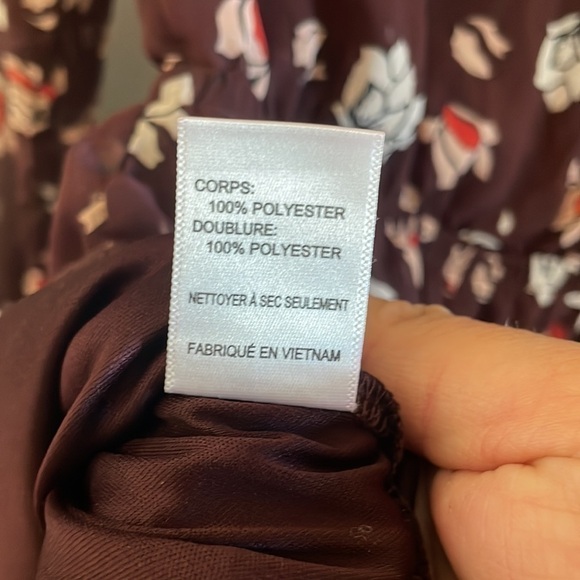 CORPS:
100% POLYESTER
DOUBLURE:
100% POLYESTER
NETTOYER À SEC SEULEMENT
FABRIQUÉ EN VIETNAM